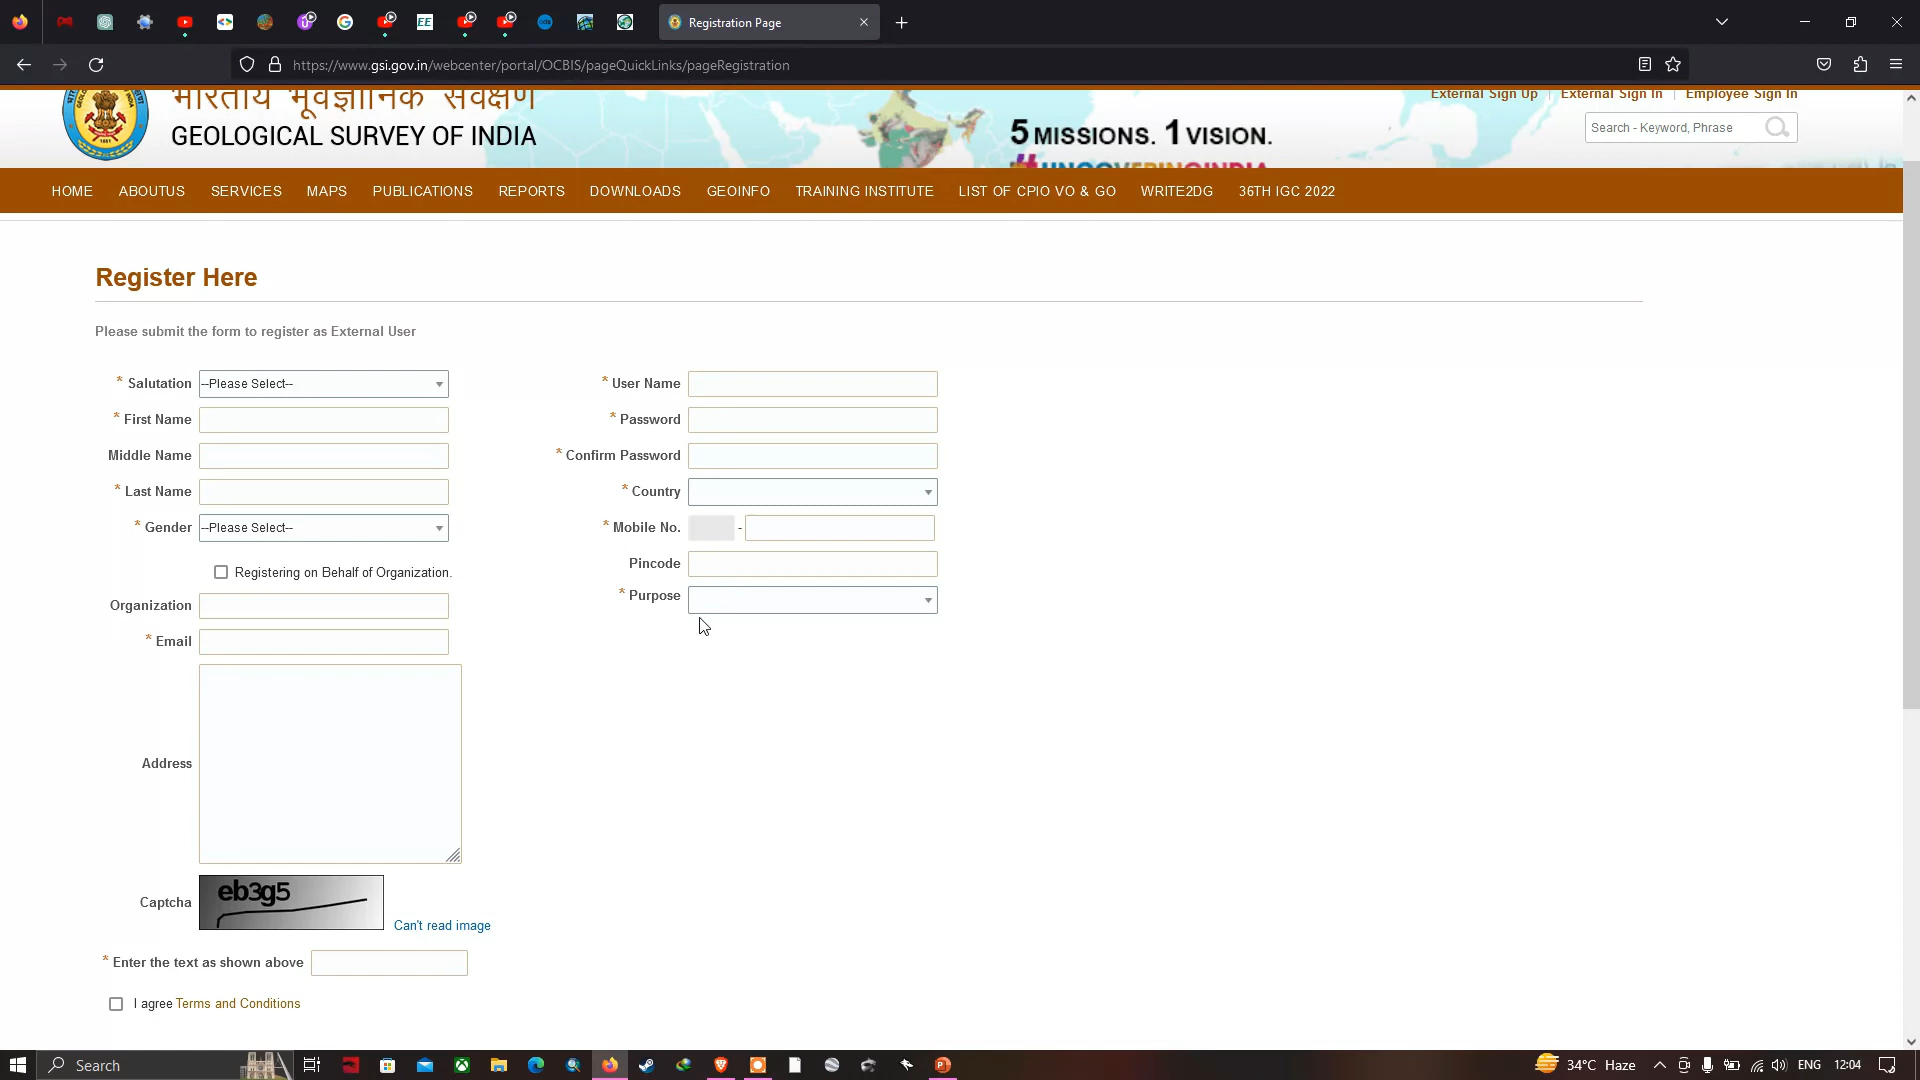 Registration Page
https://www.gsi.gov.in/webcenter/portal/OCBIS/pageQuickLinks/pageRegistration
भारतीय भूवैज्ञानिक सर्वेक्षण
GEOLOGICAL SURVEY OF INDIA
5 MISSIONS. 1 VISION.
#UNCOVERINGINDIA
External Sign Up | External Sign In | Employee Sign In
Search - Keyword, Phrase
HOME ABOUTUS SERVICES MAPS PUBLICATIONS REPORTS DOWNLOADS GEOINFO TRAINING INSTITUTE LIST OF CPIO VO & GO WRITE2DG 36TH IGC 2022
Register Here
Please submit the form to register as External User
* Salutation --Please Select--
* First Name
Middle Name
* Last Name
* Gender --Please Select--
Registering on Behalf of Organization.
Organization
* Email
Address
Captcha eb3g5
Can't read image
* Enter the text as shown above
I agree Terms and Conditions
* User Name
* Password
* Confirm Password
* Country
* Mobile No. -
Pincode
* Purpose
Search
34°C Haze
ENG
12:04